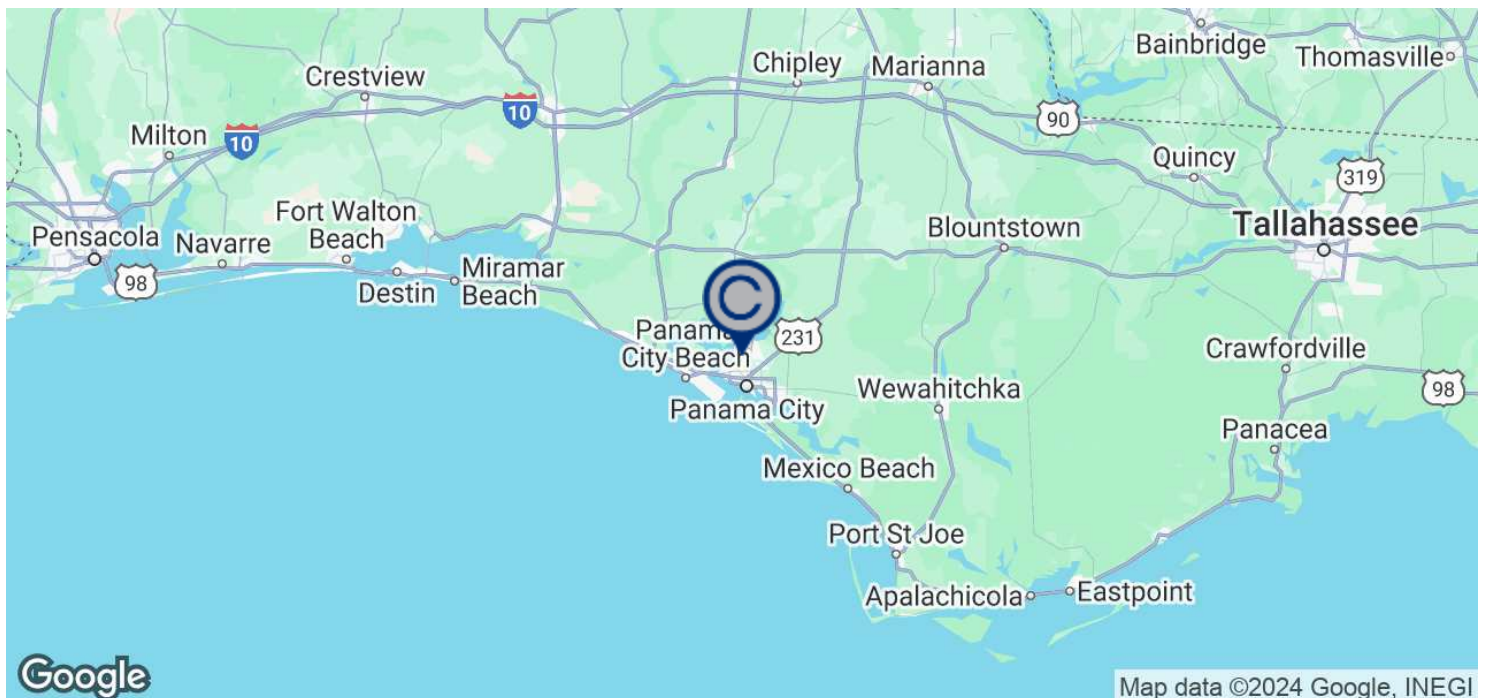 Bainbridge
Thomasville
Chipley
Marianna
Crestview
10
90
10
Milton
Quincy
319
Fort Walton
Beach
Tallahassee
Blountstown
Pensacola
Navarre
98
Destin
Miramar
Beach
C
Panama
City Beach
231
Crawfordville
Wewahitchka
98
Panama City
Panacea
Mexico Beach
Port St Joe
Apalachicola
Eastpoint
Google
Map data ©2024 Google, INEGI